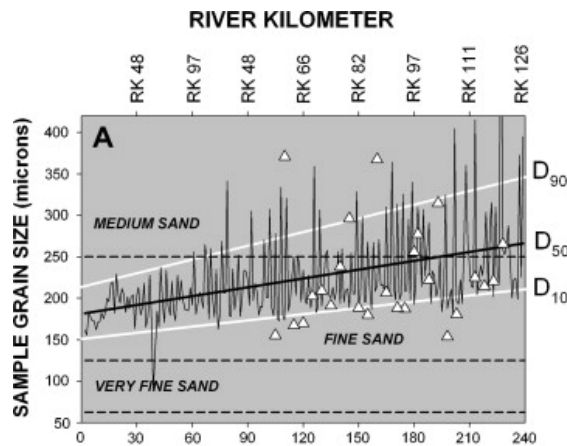 RIVER KILOMETER
RK 48
RK 97
RK 48
RK 66
RK 82
RK 97
RK 111
RK 126
SAMPLE GRAIN SIZE (microns)
400
350
300
250
200
150
100
50
A
MEDIUM SAND
FINE SAND
VERY FINE SAND
D90
D50
D10
0 30 60 90 120 150 180 210 240